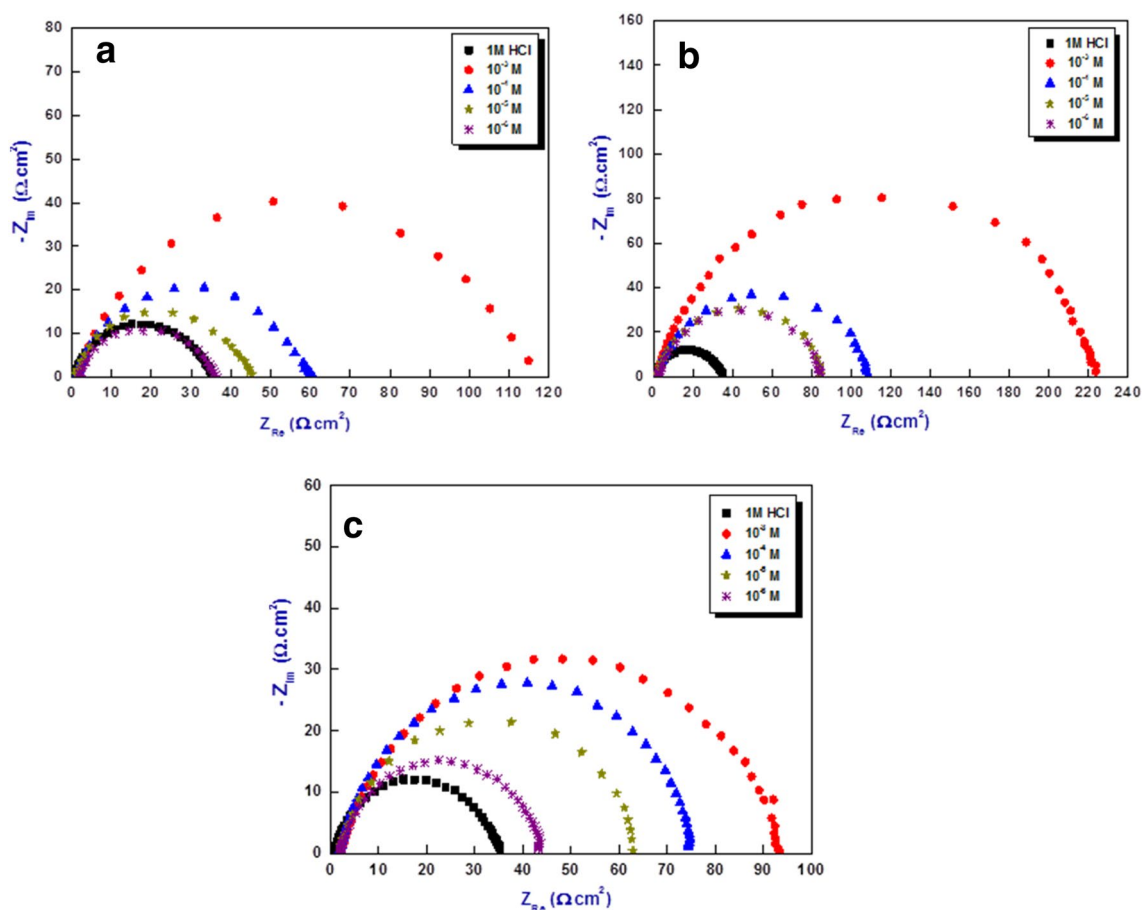 a
80
70
60
50
40
30
20
10
0
- Z_Im (Ω.cm²)
1M HCl
10⁻³ M
10⁻⁴ M
10⁻⁵ M
10⁻⁶ M
0 10 20 30 40 50 60 70 80 90 100 110 120
Z_Re (Ω cm²)
b
160
140
120
100
80
60
40
20
0
- Z_Im (Ω.cm²)
1M HCl
10⁻³ M
10⁻⁴ M
10⁻⁵ M
10⁻⁶ M
0 20 40 60 80 100 120 140 160 180 200 220 240
Z_Re (Ω cm²)
c
60
50
40
30
20
10
0
- Z_Im (Ω.cm²)
1M HCl
10⁻³ M
10⁻⁴ M
10⁻⁵ M
10⁻⁶ M
0 10 20 30 40 50 60 70 80 90 100
Z_Re (Ω cm²)